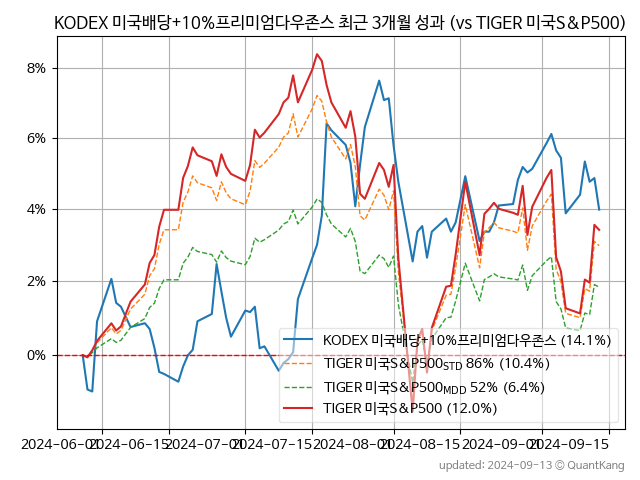 KODEX 미국배당+10%프리미엄다우존스 최근 3개월 성과 (vs TIGER 미국S&P500)
8%
6%
4%
2%
0%
KODEX 미국배당+10%프리미엄다우존스 (14.1%)
TIGER 미국S&P500STD 86% (10.4%)
TIGER 미국S&P500MDD 52% (6.4%)
TIGER 미국S&P500 (12.0%)
2024-06-01 2024-06-15 2024-07-01 2024-07-15 2024-08-01 2024-08-15 2024-09-01 2024-09-15
updated: 2024-09-13 © QuantKang